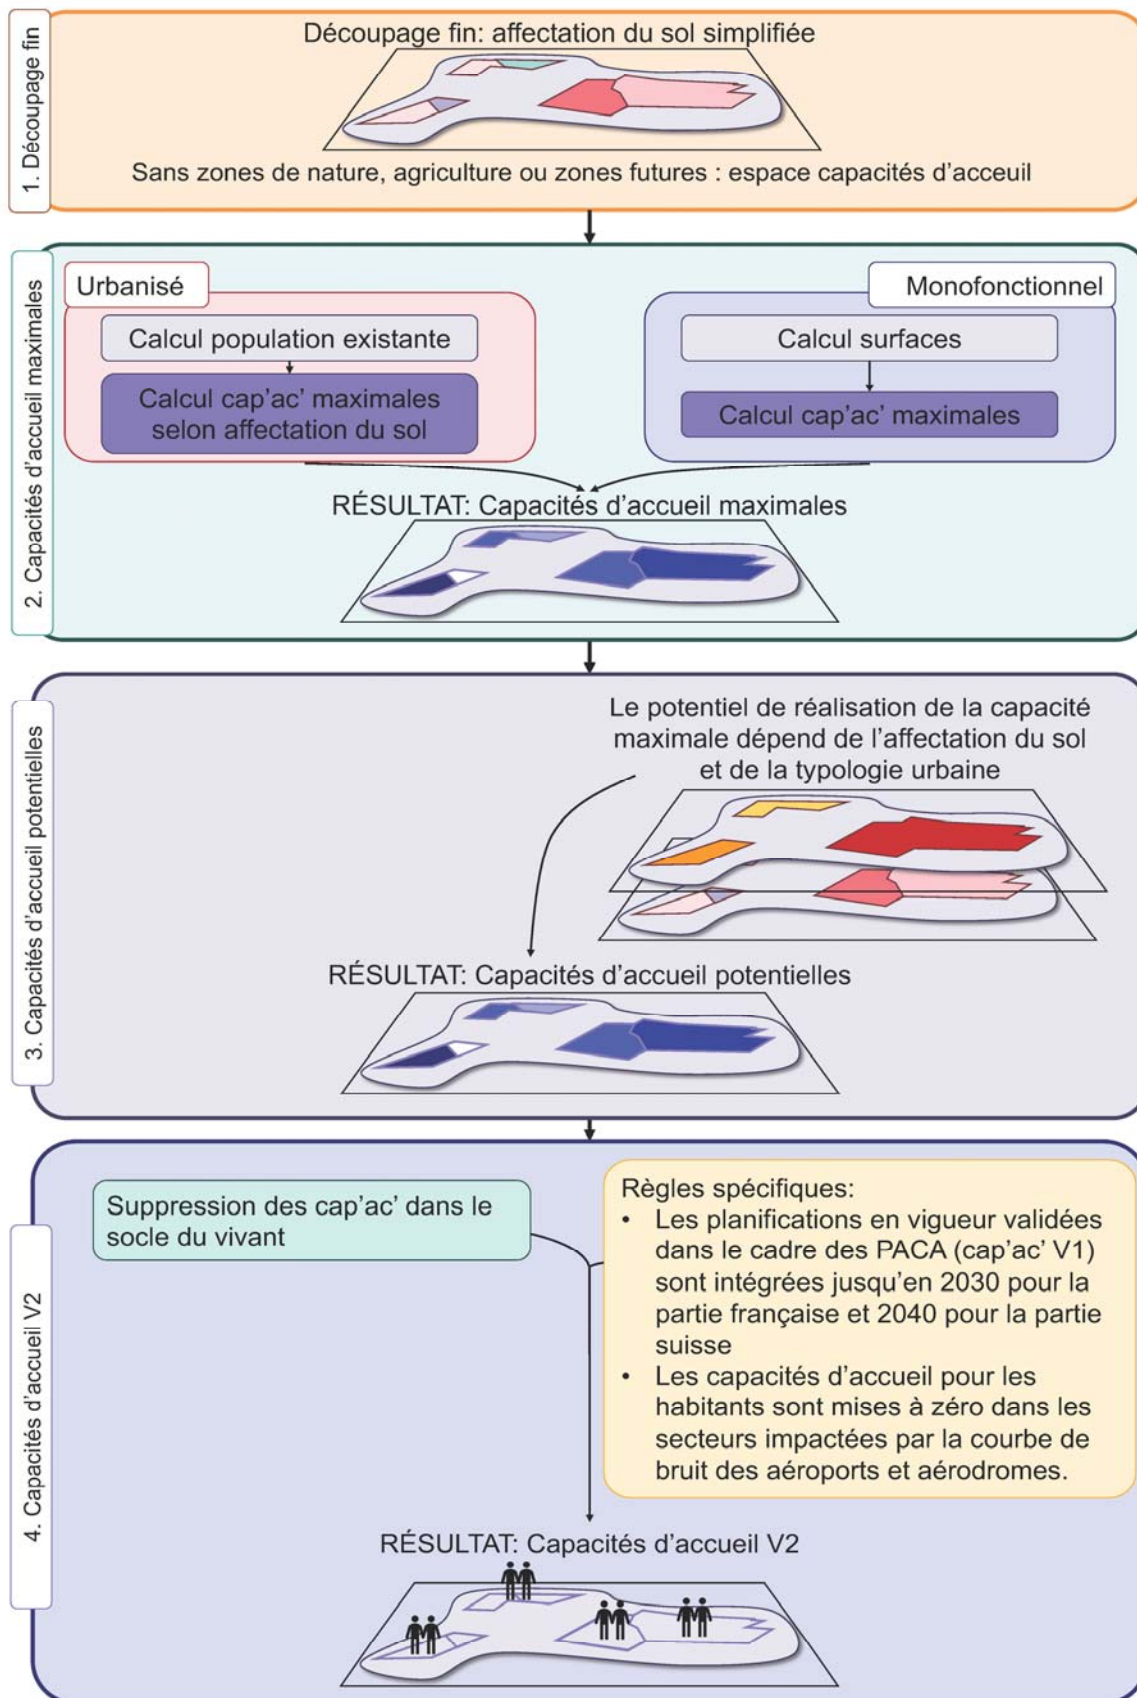 1. Découpage fin
Découpage fin: affectation du sol simplifiée
Sans zones de nature, agriculture ou zones futures : espace capacités d'acceuil
2. Capacités d'accueil maximales
Urbanisé
Calcul population existante
Calcul cap'ac' maximales
selon affectation du sol
Monofonctionnel
Calcul surfaces
Calcul cap'ac' maximales
RÉSULTAT: Capacités d'accueil maximales
3. Capacités d'accueil potentielles
Le potentiel de réalisation de la capacité
maximale dépend de l'affectation du sol
et de la typologie urbaine
RÉSULTAT: Capacités d'accueil potentielles
4. Capacités d'accueil V2
Suppression des cap'ac' dans le
socle du vivant
Règles spécifiques:
• Les planifications en vigueur validées
dans le cadre des PACA (cap'ac' V1)
sont intégrées jusqu'en 2030 pour la
partie française et 2040 pour la partie
suisse
• Les capacités d'accueil pour les
habitants sont mises à zéro dans les
secteurs impactées par la courbe de
bruit des aéroports et aérodromes.
RÉSULTAT: Capacités d'accueil V2